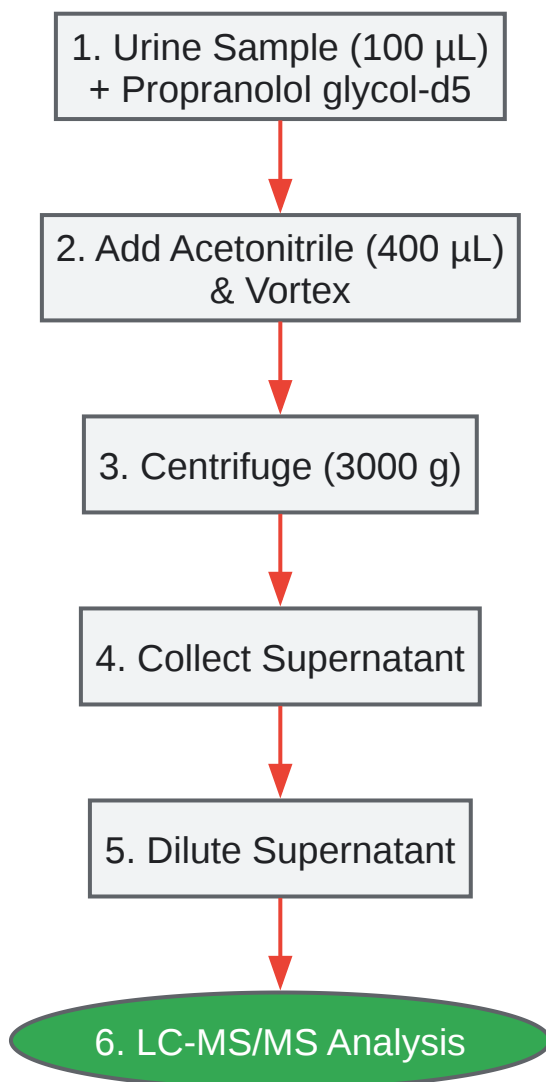 1. Urine Sample (100 µL)
+ Propranolol glycol-d5
2. Add Acetonitrile (400 µL)
& Vortex
3. Centrifuge (3000 g)
4. Collect Supernatant
5. Dilute Supernatant
6. LC-MS/MS Analysis